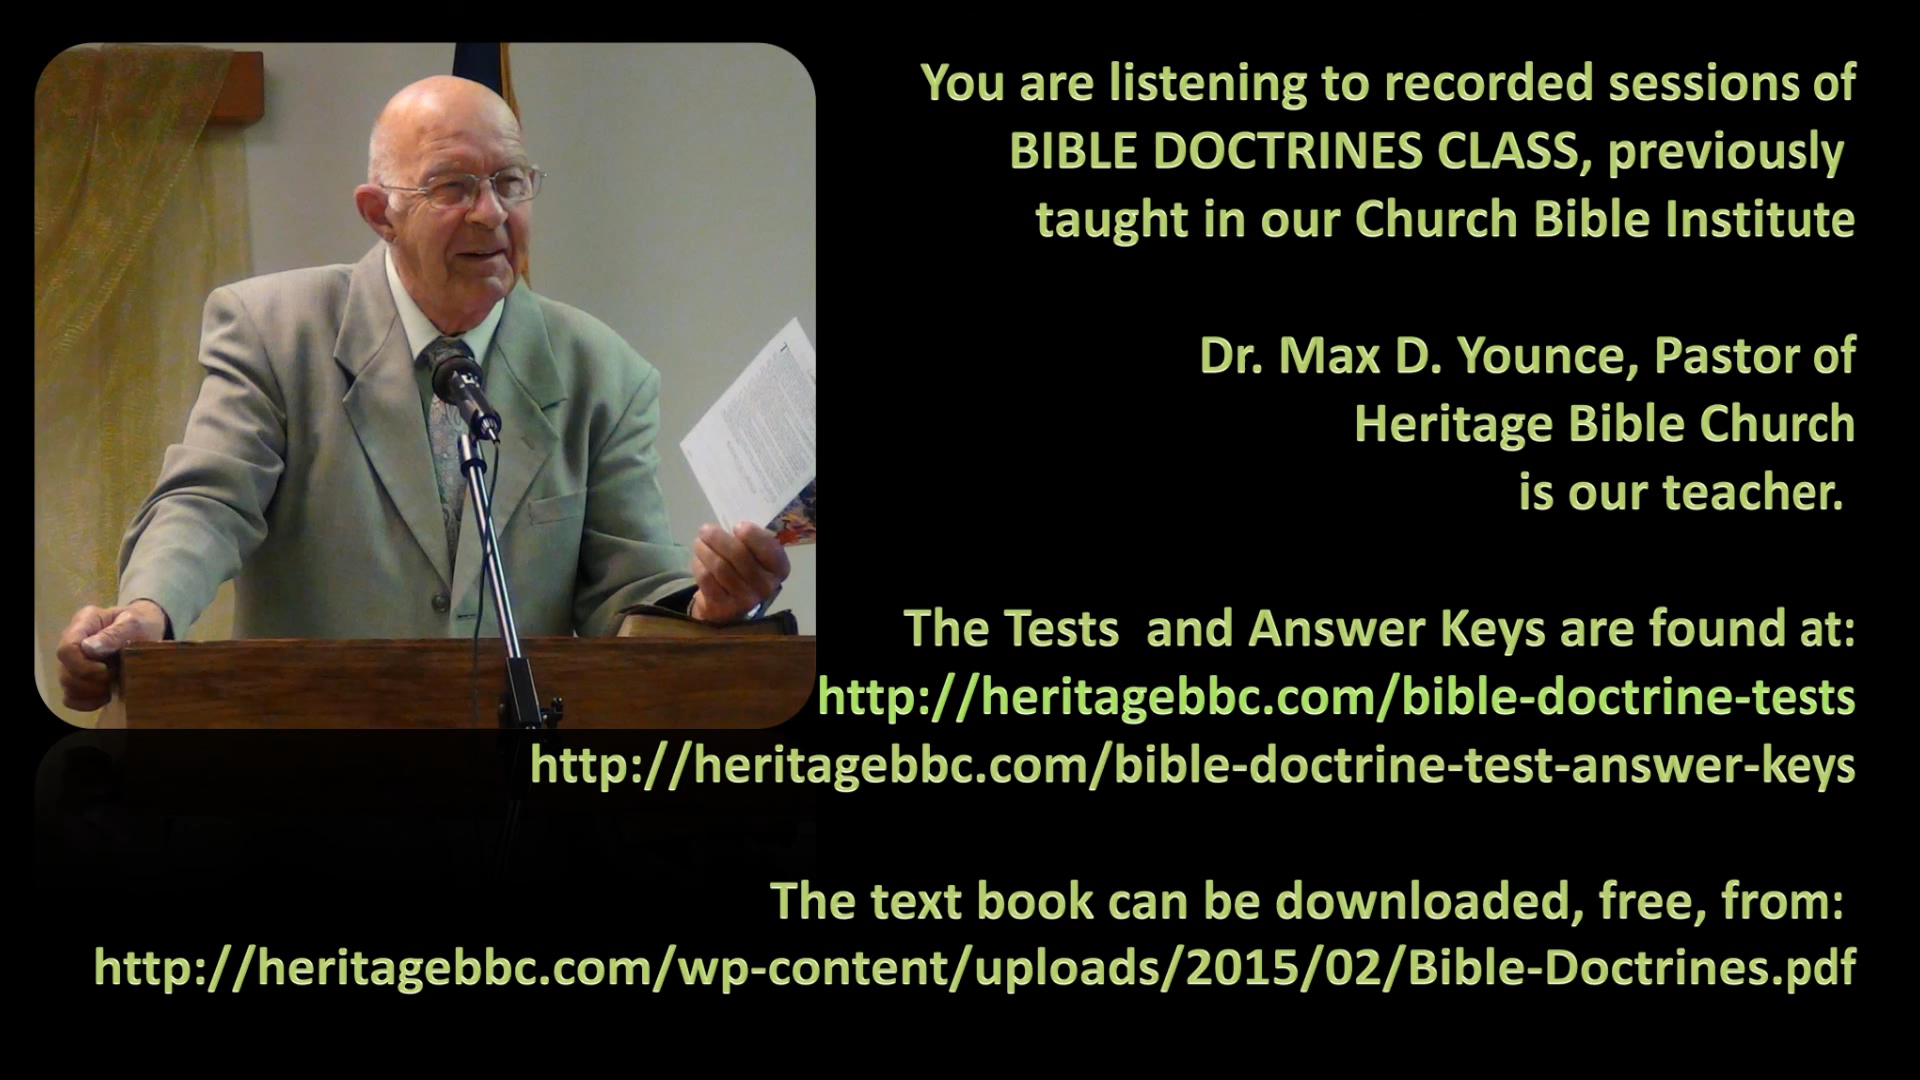 You are listening to recorded sessions of
BIBLE DOCTRINES CLASS, previously
taught in our Church Bible Institute
Dr. Max D. Younce, Pastor of
Heritage Bible Church
is our teacher.
The Tests and Answer Keys are found at:
http://heritagebbc.com/bible-doctrine-tests
http://heritagebbc.com/bible-doctrine-test-answer-keys
The text book can be downloaded, free, from:
http://heritagebbc.com/wp-content/uploads/2015/02/Bible-Doctrines.pdf